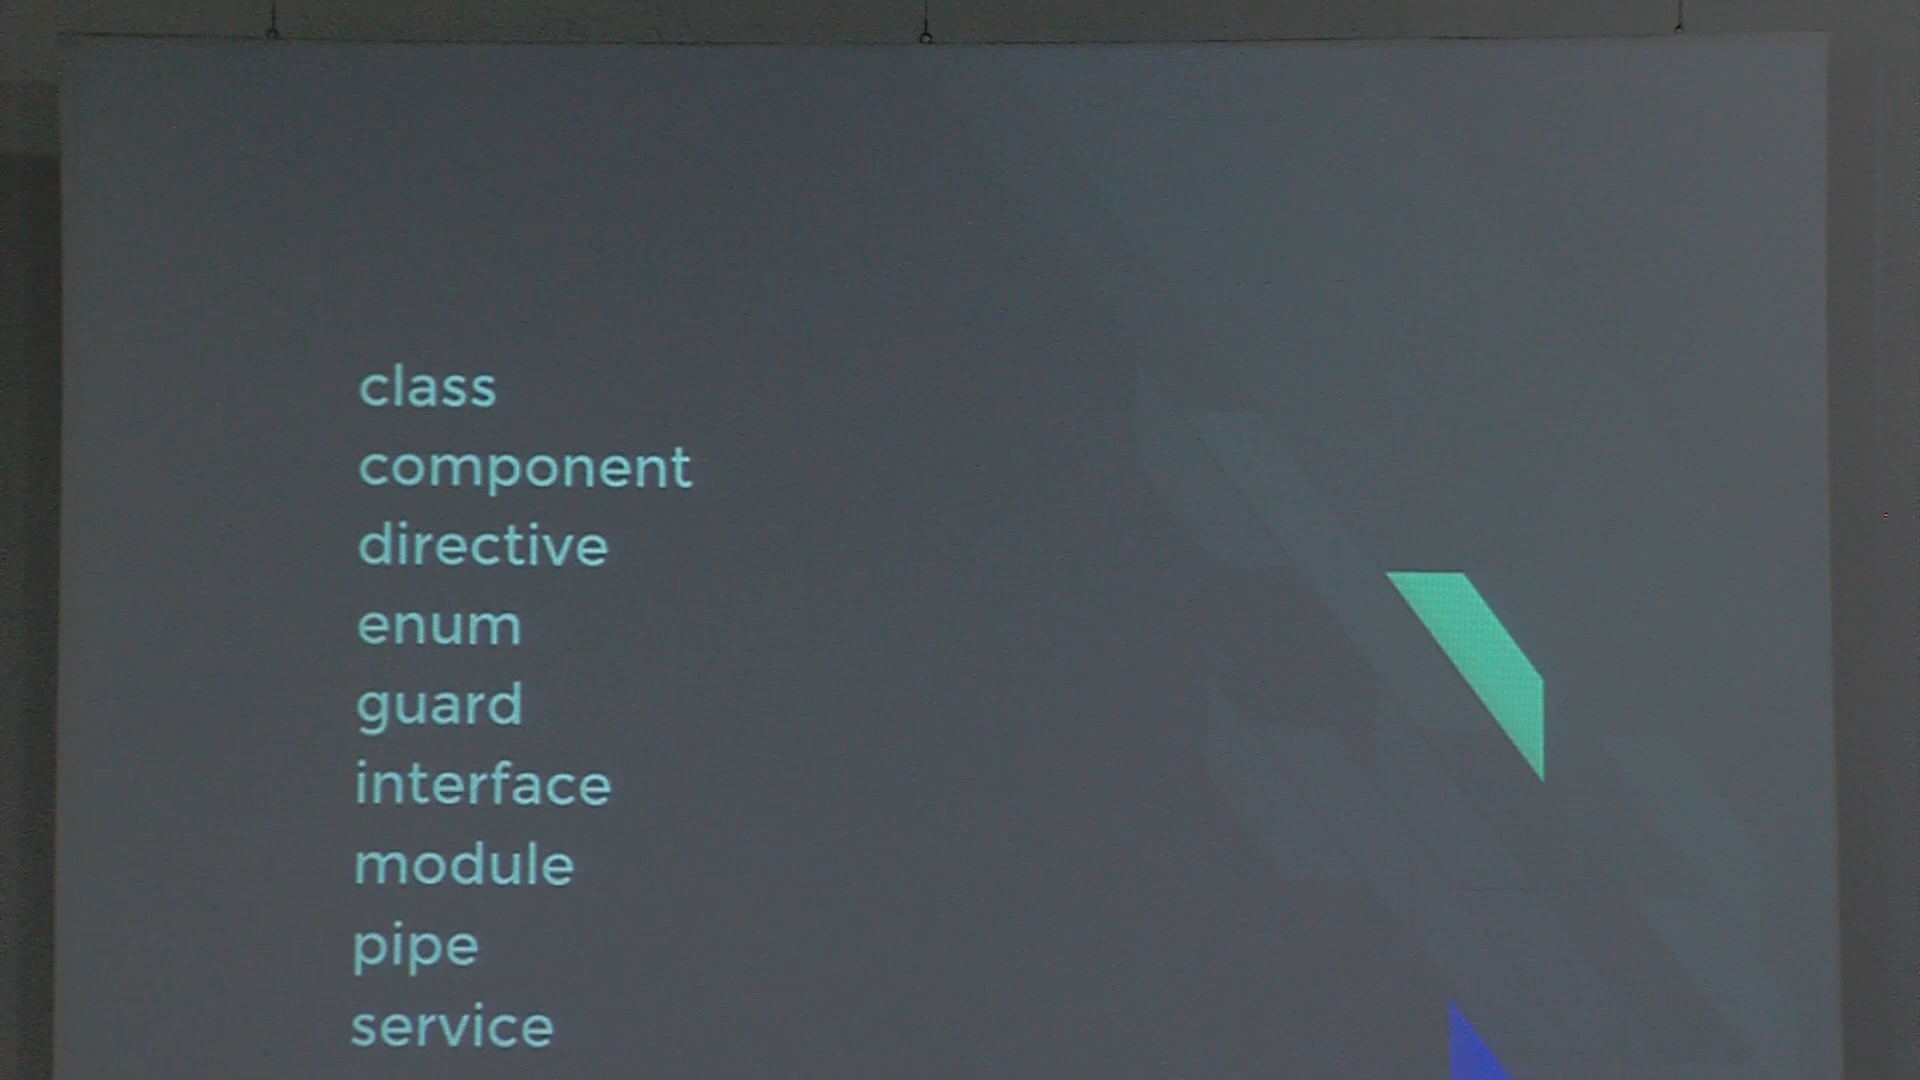 class
component
directive
enum
guard
interface
module
pipe
service